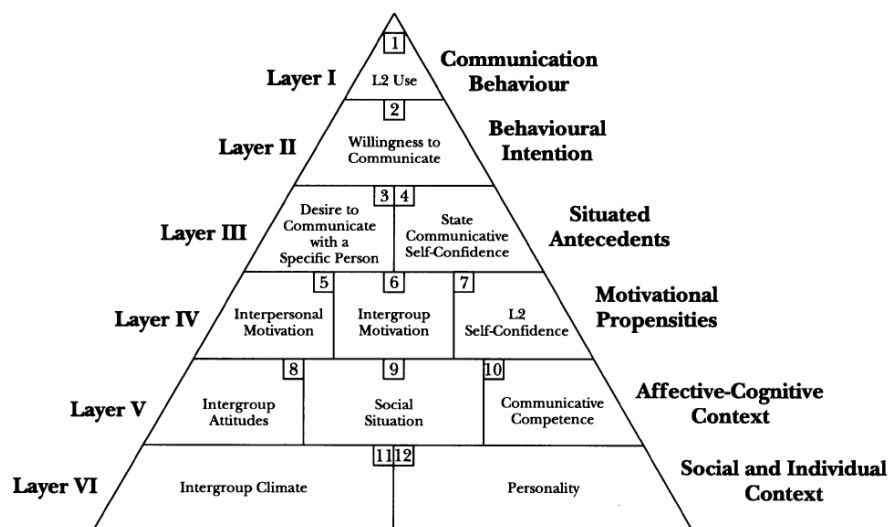 1
Layer I
L2 Use
Communication
Behaviour
2
Layer II
Willingness to
Communicate
Behavioural
Intention
3
4
Layer III
Desire to
Communicate
with a
Specific Person
State
Communicative
Self-Confidence
Situated
Antecedents
5
6
7
Layer IV
Interpersonal
Motivation
Intergroup
Motivation
L2
Self-Confidence
Motivational
Propensities
8
9
10
Layer V
Intergroup
Attitudes
Social
Situation
Communicative
Competence
Affective-Cognitive
Context
11
12
Layer VI
Intergroup Climate
Personality
Social and Individual
Context